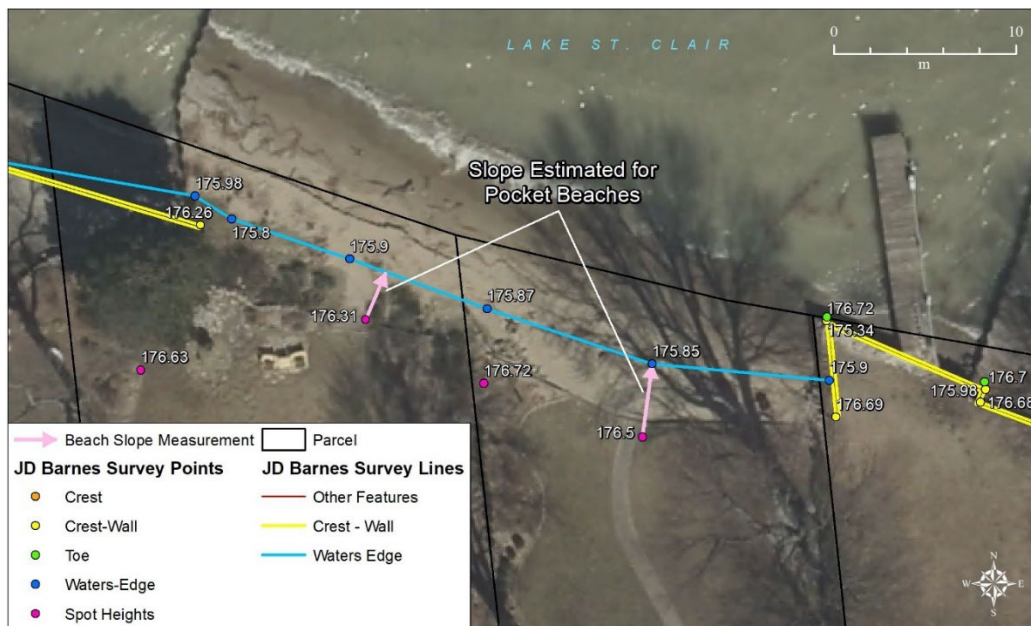 LAKE ST. CLAIR
0 10
m
Slope Estimated for
Pocket Beaches
175.98
176.26
175.8
175.9
176.31
175.87
176.63
176.72
175.85
176.5
176.72
175.34
175.9
176.69
176.7
175.98
176.68
Beach Slope Measurement
Parcel
JD Barnes Survey Points
Crest
Crest-Wall
Toe
Waters-Edge
Spot Heights
JD Barnes Survey Lines
Other Features
Crest - Wall
Waters Edge
N
W E
S